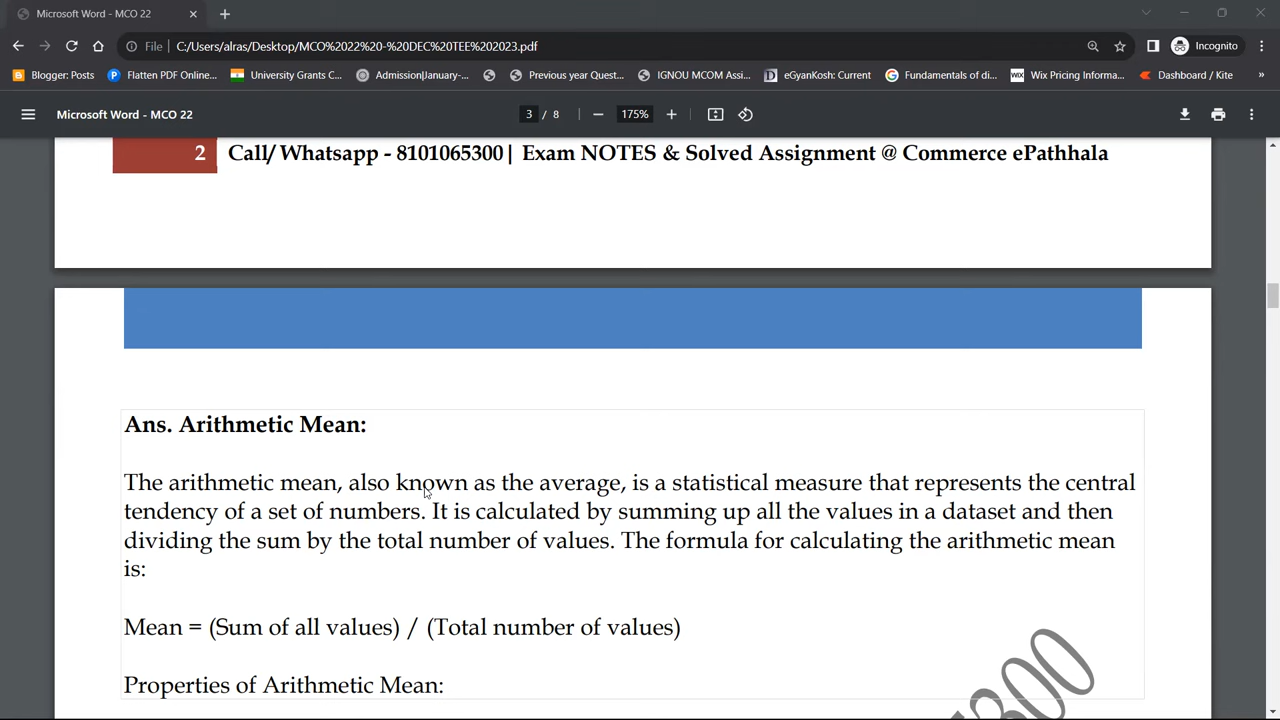 Microsoft Word - MCO 22
File
C:/Users/alras/Desktop/MCO%2022%20-%20DEC%20TEE%202023.pdf
Incognito
Blogger: Posts
Flatten PDF Online...
University Grants C...
Admission|January-...
Previous year Quest...
IGNOU MCOM Assi...
eGyanKosh: Current
Fundamentals of di...
Wix Pricing Informa...
Dashboard / Kite
»
Microsoft Word - MCO 22
3 / 8
175%
2 Call/ Whatsapp - 8101065300| Exam NOTES & Solved Assignment @ Commerce ePathhala
Ans. Arithmetic Mean:
The arithmetic mean, also known as the average, is a statistical measure that represents the central
tendency of a set of numbers. It is calculated by summing up all the values in a dataset and then
dividing the sum by the total number of values. The formula for calculating the arithmetic mean
is:
Mean = (Sum of all values) / (Total number of values)
Properties of Arithmetic Mean:
300